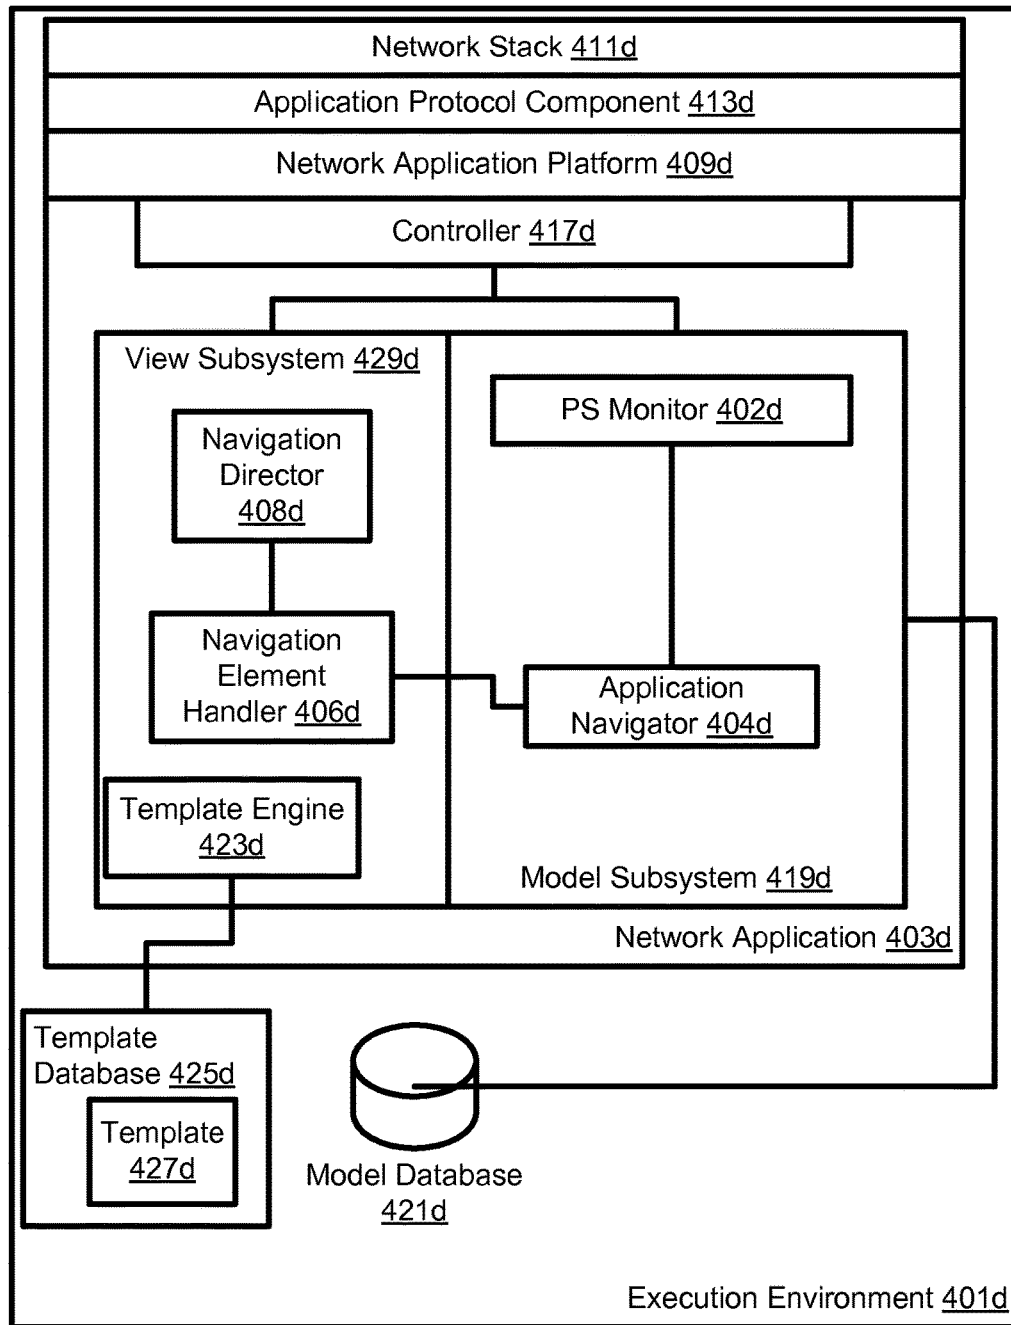 Network Stack 411d
Application Protocol Component 413d
Network Application Platform 409d
Controller 417d
View Subsystem 429d
PS Monitor 402d
Navigation
Director
408d
Navigation
Element
Handler 406d
Application
Navigator 404d
Template Engine
423d
Model Subsystem 419d
Network Application 403d
Template
Database 425d
Template
427d
Model Database
421d
Execution Environment 401d